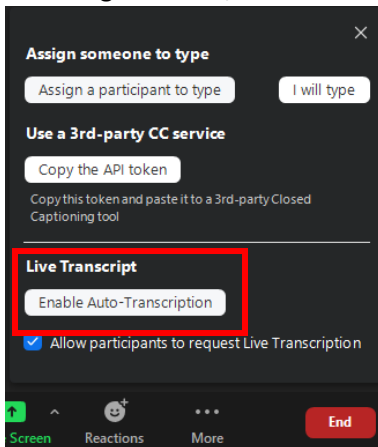 Assign someone to type
Assign a participant to type I will type
Use a 3rd-party CC service
Copy the API token
Copy this token and paste it to a 3rd-party Closed
Captioning tool
Live Transcript
Enable Auto-Transcription
Allow participants to request Live Transcription
Screen Reactions More End